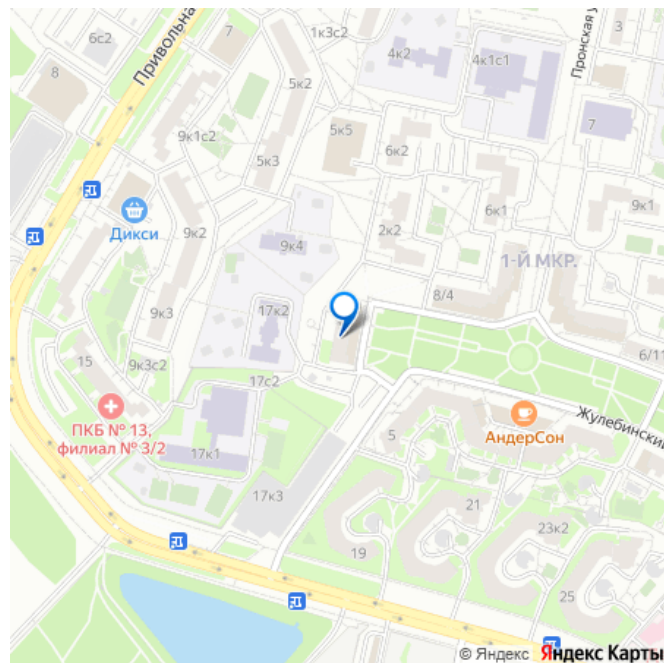 Привольна
1к3с2
4к2
4к1с1
Пронская у
3
6с2
7
8
5к2
9к1с2
5к5
7
6к2
5к3
6к1
9к1
Дикси
9к2
9к4
2к2
1-Й МКР.
8/4
17к2
9к3
6/11
15
9к3с2
17с2
ПКБ № 13,
филиал № 3/2
АндерСон
Жулебинский
5
17к1
17к3
21
23к2
19
25
© Яндекс Яндекс Карты